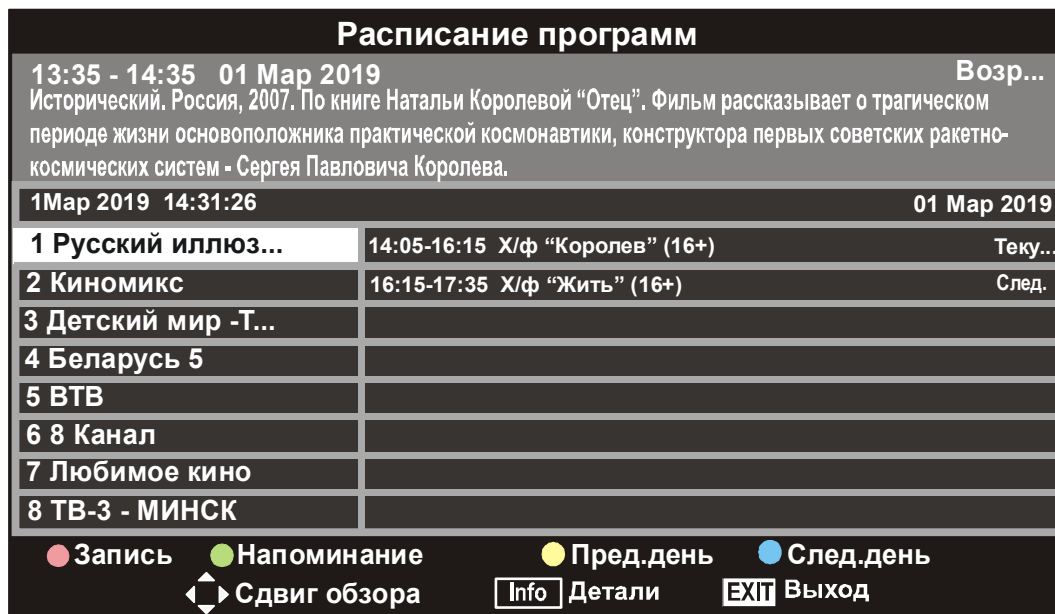 Расписание программ
13:35 - 14:35 01 Мар 2019 Возр...
Исторический. Россия, 2007. По книге Натальи Королевой “Отец”. Фильм рассказывает о трагическом
периоде жизни основоположника практической космонавтики, конструктора первых советских ракетно-
космических систем - Сергея Павловича Королева.
1Мар 2019 14:31:26 01 Мар 2019
1 Русский иллюз... 14:05-16:15 Х/ф “Королев” (16+) Теку...
2 Киномикс 16:15-17:35 Х/ф “Жить” (16+) След.
3 Детский мир -Т...
4 Беларусь 5
5 ВТВ
6 8 Канал
7 Любимое кино
8 ТВ-3 - МИНСК
Запись Напоминание Пред.день След.день
Сдвиг обзора Info Детали EXIT Выход